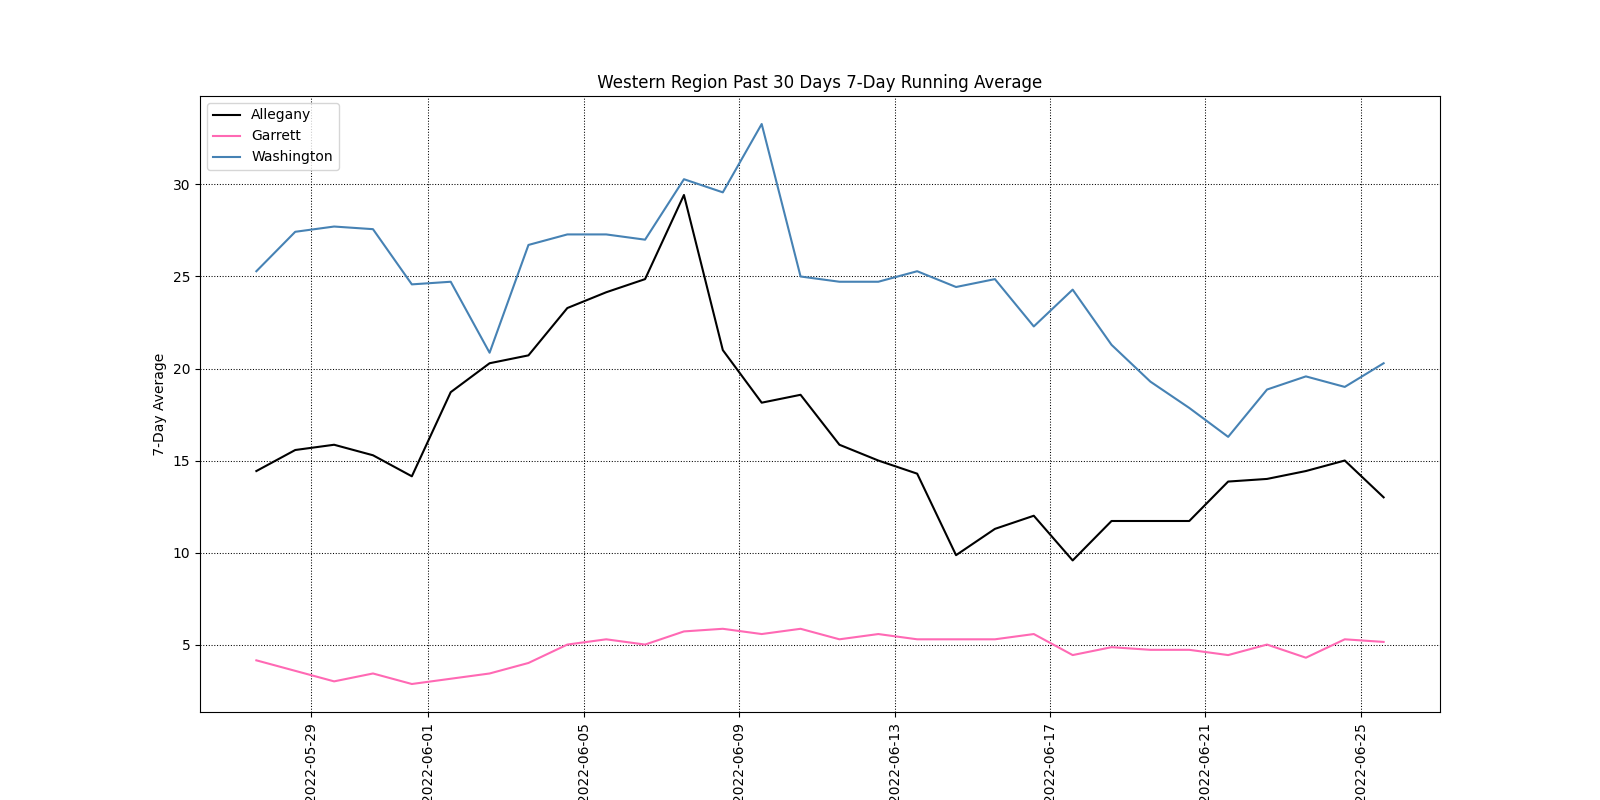 Western Region Past 30 Days 7-Day Running Average
Allegany
Garrett
Washington
7-Day Average
30
25
20
15
10
5
2022-05-29
2022-06-01
2022-06-05
2022-06-09
2022-06-13
2022-06-17
2022-06-21
2022-06-25